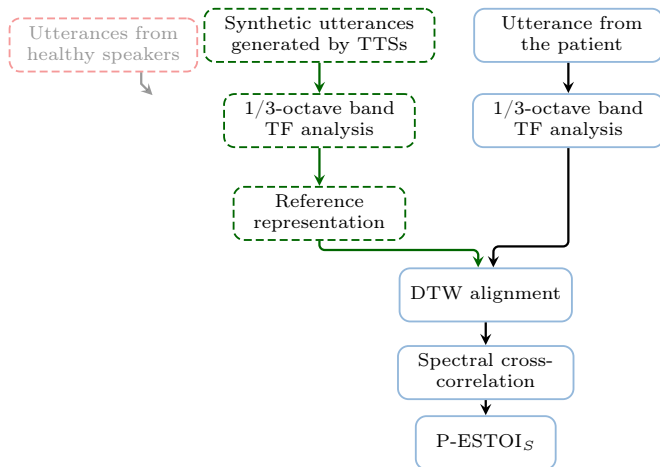 Utterances from
healthy speakers
Synthetic utterances
generated by TTSs
Utterance from
the patient
1/3-octave band
TF analysis
1/3-octave band
TF analysis
Reference
representation
DTW alignment
Spectral cross-
correlation
P-ESTOI_S